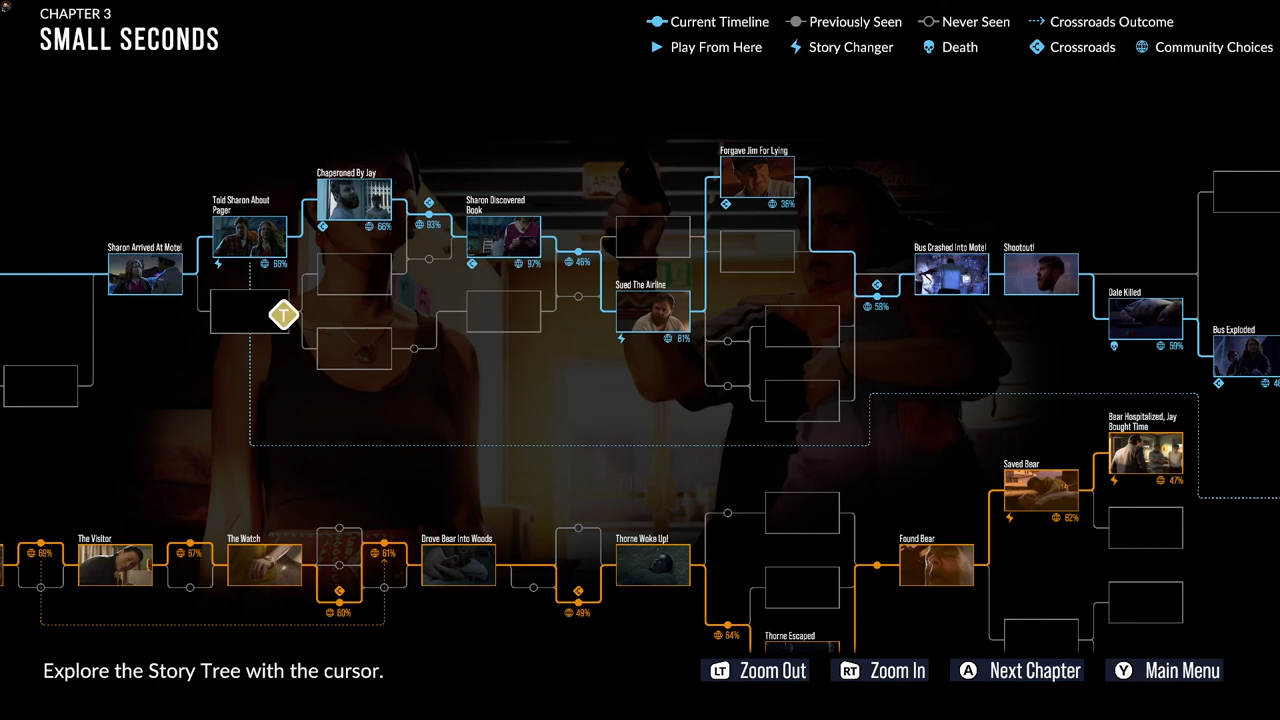 CHAPTER 3
SMALL SECONDS
Current Timeline
Previously Seen
Never Seen
Crossroads Outcome
Play From Here
Story Changer
Death
Crossroads
Community Choices
Forgave Jim For Lying
36%
Chaperoned By Jay
66%
93%
Told Sharon About
Pager
68%
Sharon Discovered
Book
97%
46%
Sharon Arrived At Motel
Sued The Airline
81%
58%
Bus Crashed Into Motel
Shootout!
Dale Killed
59%
Bus Exploded
T
ARIZ
Bear Hospitalized, Jay
Bought Time
47%
Saved Bear
82%
69%
The Visitor
67%
The Watch
60%
61%
Drove Bear Into Woods
49%
Thorne Woke Up!
64%
Thorne Escaped
Found Bear
Explore the Story Tree with the cursor.
LT Zoom Out
RT Zoom In
A Next Chapter
Y Main Menu